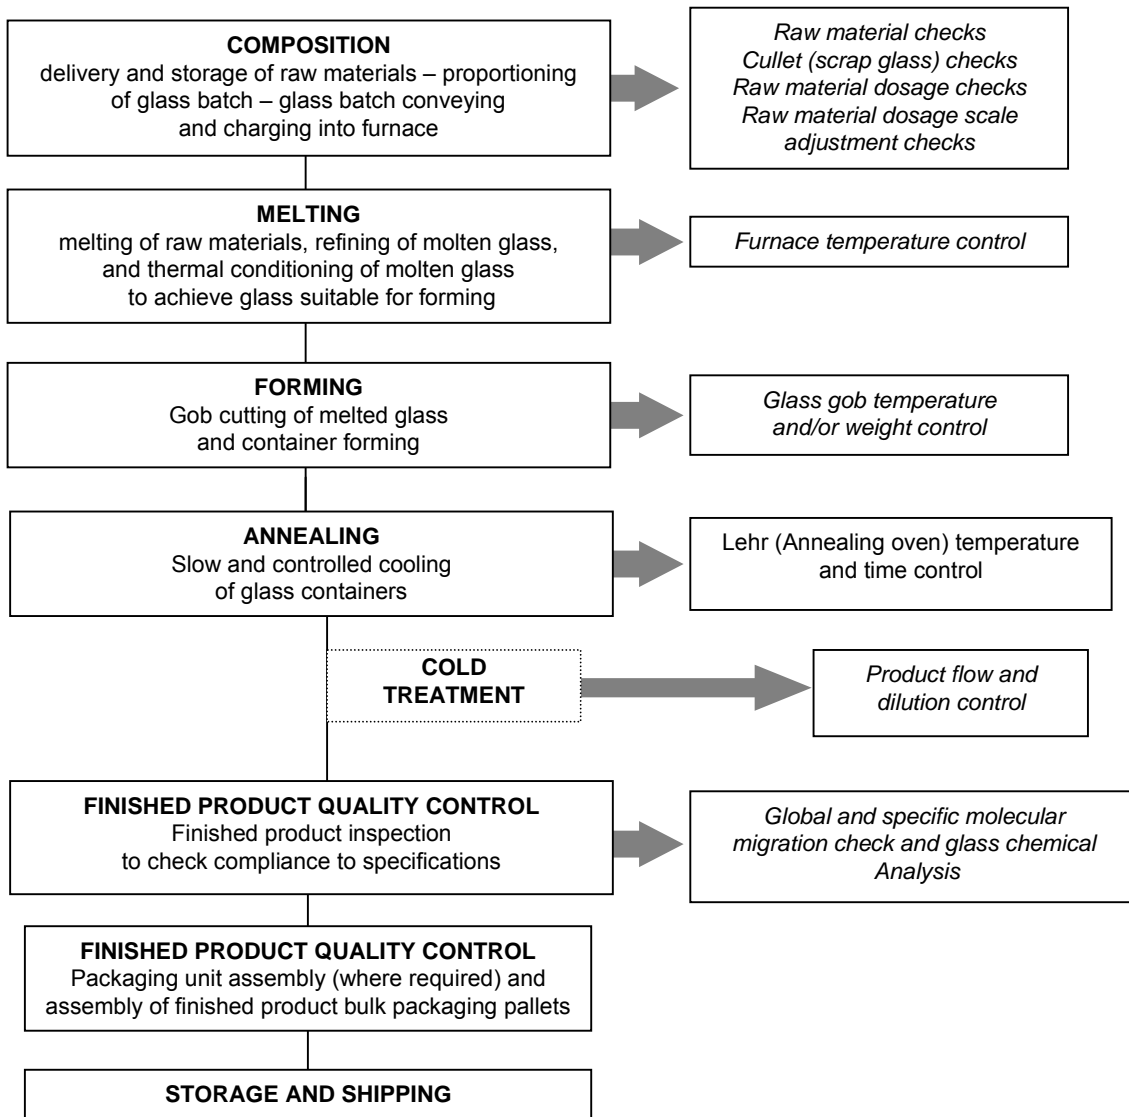 COMPOSITION
delivery and storage of raw materials – proportioning
of glass batch – glass batch conveying
and charging into furnace
Raw material checks
Cullet (scrap glass) checks
Raw material dosage checks
Raw material dosage scale
adjustment checks
MELTING
melting of raw materials, refining of molten glass,
and thermal conditioning of molten glass
to achieve glass suitable for forming
Furnace temperature control
FORMING
Gob cutting of melted glass
and container forming
Glass gob temperature
and/or weight control
ANNEALING
Slow and controlled cooling
of glass containers
Lehr (Annealing oven) temperature
and time control
COLD
TREATMENT
Product flow and
dilution control
FINISHED PRODUCT QUALITY CONTROL
Finished product inspection
to check compliance to specifications
Global and specific molecular
migration check and glass chemical
Analysis
FINISHED PRODUCT QUALITY CONTROL
Packaging unit assembly (where required) and
assembly of finished product bulk packaging pallets
STORAGE AND SHIPPING